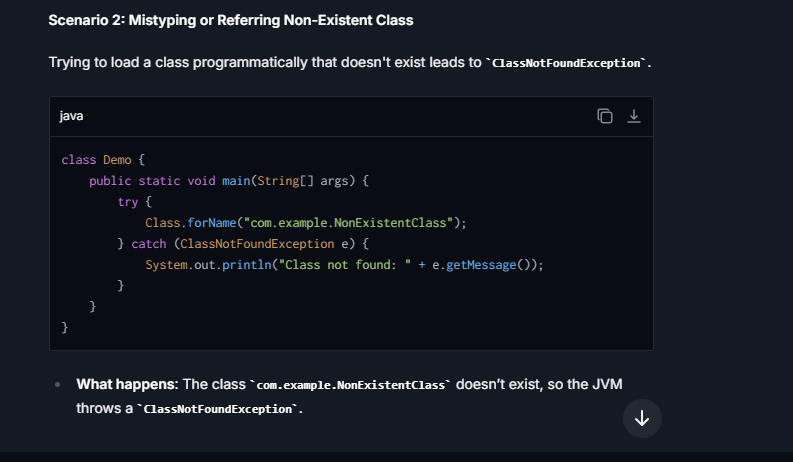 Scenario 2: Mistyping or Referring Non-Existent Class
Trying to load a class programmatically that doesn't exist leads to `ClassNotFoundException`.
java
class Demo {
    public static void main(String[] args) {
        try {
            Class.forName("com.example.NonExistentClass");
        } catch (ClassNotFoundException e) {
            System.out.println("Class not found: " + e.getMessage());
        }
    }
}
• What happens: The class `com.example.NonExistentClass` doesn’t exist, so the JVM
throws a `ClassNotFoundException`.